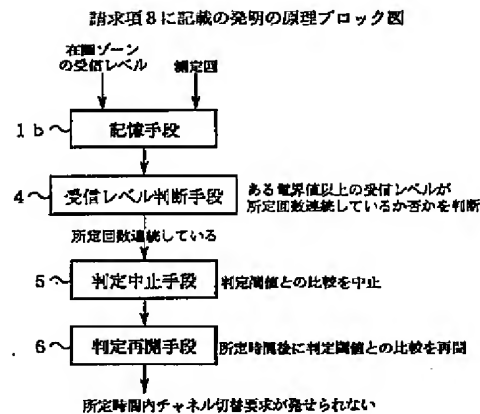 請求項8に記載の発明の原理ブロック図
在圏ゾーン
の受信レベル
測定回
1b
記憶手段
4
受信レベル判断手段
ある電界値以上の受信レベルが
所定回数連続しているか否かを判断
所定回数連続している
5
判定中止手段
判定閾値との比較を中止
6
判定再開手段
所定時間後に判定閾値との比較を再開
所定時間内チャネル切替要求が発せられない